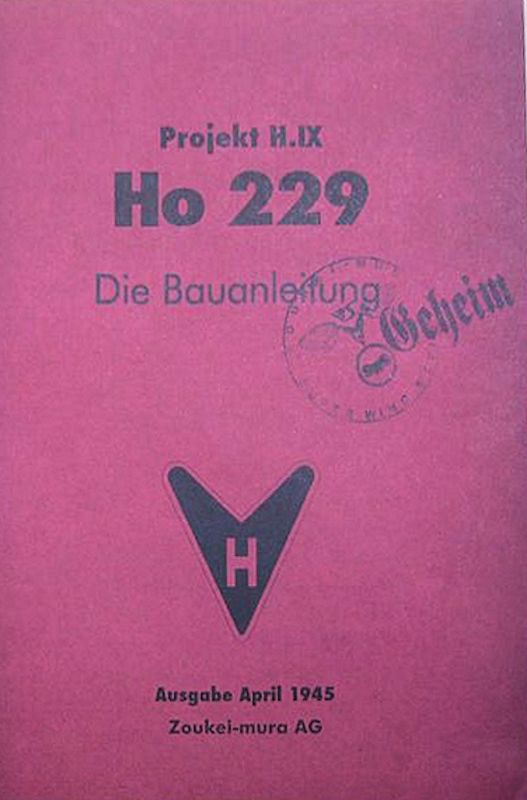 Projekt H.IX
Ho 229
Die Bauanleitung
Geheim
H
Ausgabe April 1945
Zoukei-mura AG